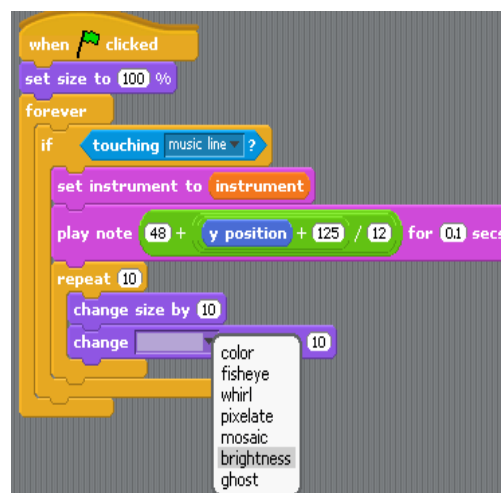 when clicked
set size to 100 %
forever
if touching music line ?
set instrument to instrument
play note 48 + y position + 125 / 12 for 0.1 secs
repeat 10
change size by 10
change 10
color
fisheye
whirl
pixelate
mosaic
brightness
ghost